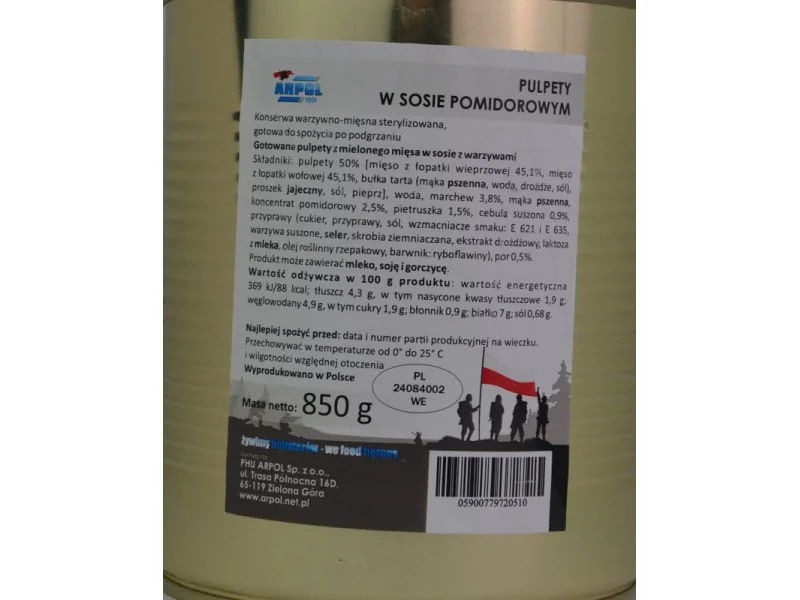 ARPOL
1991
PULPETY
W SOSIE POMIDOROWYM
Konserwa warzywno-mięsna sterylizowana,
gotowa do spożycia po podgrzaniu
Gotowane pulpety z mielonego mięsa w sosie z warzywami
Składniki: pulpety 50% [mięso z łopatki wieprzowej 45,1%, mięso
z łopatki wołowej 45,1%, bułka tarta (mąka pszenna, woda, drożdże, sól),
proszek jajeczny, sól, pieprz], woda, marchew 3,8%, mąka pszenna,
koncentrat pomidorowy 2,5%, pietruszka 1,5%, cebula suszona 0,9%,
przyprawy (cukier, przyprawy, sól, wzmacniacze smaku: E 621 i E 635,
warzywa suszone, seler, skrobia ziemniaczana, ekstrakt drożdżowy, laktoza
z mleka, olej roślinny rzepakowy, barwnik: ryboflawiny), por 0,5%.
Produkt może zawierać mleko, soję i gorczycę.
Wartość odżywcza w 100 g produktu: wartość energetyczna
369 kJ/88 kcal; tłuszcz 4,3 g, w tym nasycone kwasy tłuszczowe 1,9 g;
węglowodany 4,9 g, w tym cukry 1,9 g; błonnik 0,9 g; białko 7 g; sól 0,68 g.
Najlepiej spożyć przed: data i numer partii produkcyjnej na wieczku.
Przechowywać w temperaturze od 0° do 25° C
i wilgotności względnej otoczenia
Wyprodukowano w Polsce
PL
24084002
WE
Masa netto: 850 g
żywimy bohaterów - we food heroes
PHU ARPOL Sp. z o.o.,
ul. Trasa Północna 16D,
65-119 Zielona Góra
www.arpol.net.pl
05900779720510